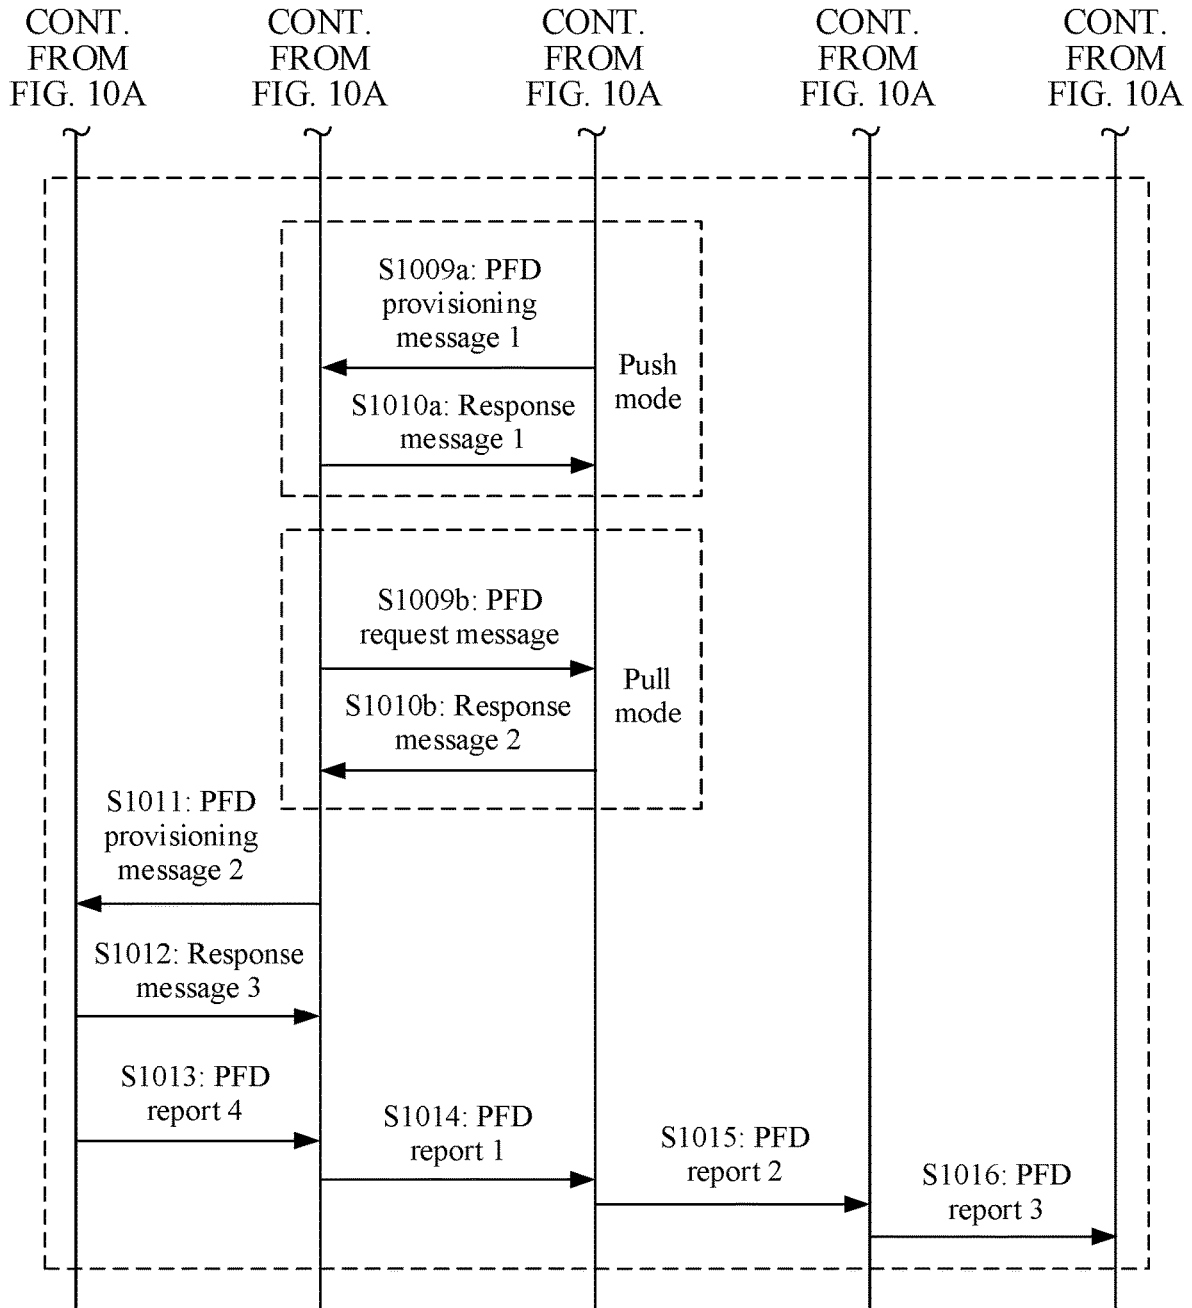 CONT.
FROM
FIG. 10A
CONT.
FROM
FIG. 10A
CONT.
FROM
FIG. 10A
CONT.
FROM
FIG. 10A
CONT.
FROM
FIG. 10A
S1009a: PFD
provisioning
message 1
Push
mode
S1010a: Response
message 1
S1009b: PFD
request message
Pull
mode
S1010b: Response
message 2
S1011: PFD
provisioning
message 2
S1012: Response
message 3
S1013: PFD
report 4
S1014: PFD
report 1
S1015: PFD
report 2
S1016: PFD
report 3